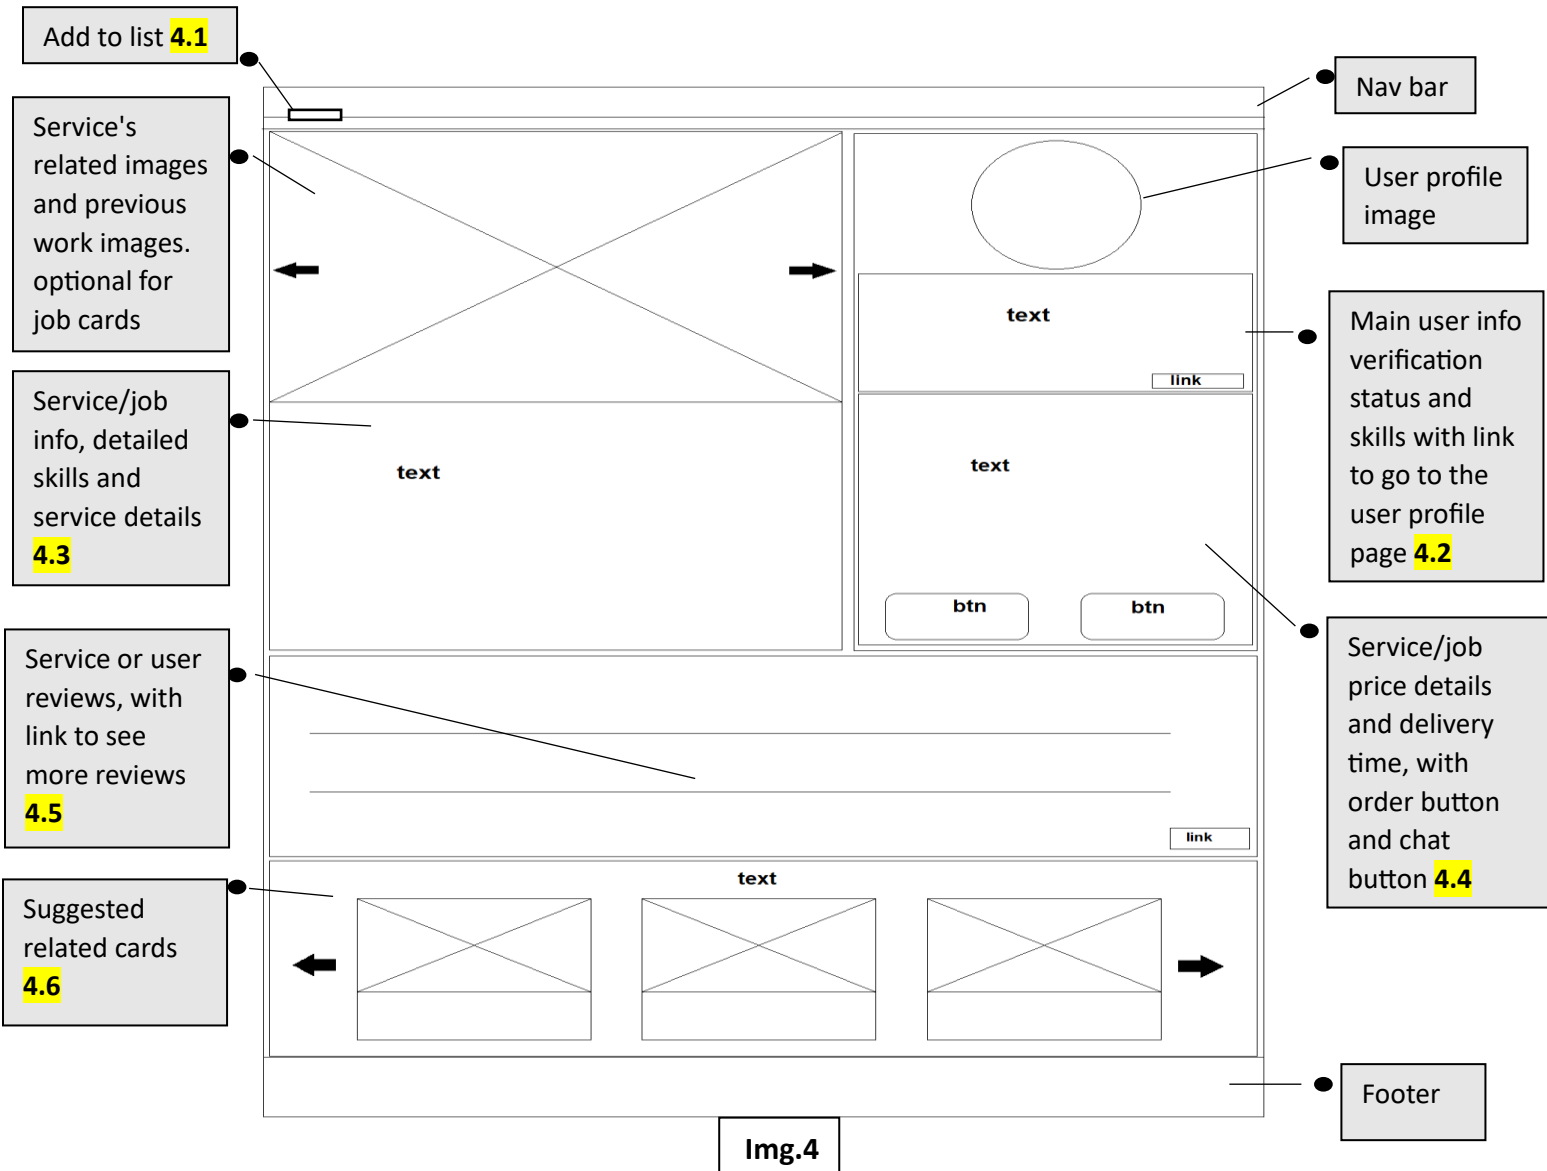 Add to list 4.1
Service's
related images
and previous
work images.
optional for
job cards
Service/job
info, detailed
skills and
service details
4.3
Service or user
reviews, with
link to see
more reviews
4.5
Suggested
related cards
4.6
text
text
link
text
btn
btn
link
text
Nav bar
User profile
image
Main user info
verification
status and
skills with link
to go to the
user profile
page 4.2
Service/job
price details
and delivery
time, with
order button
and chat
button 4.4
Footer
Img.4